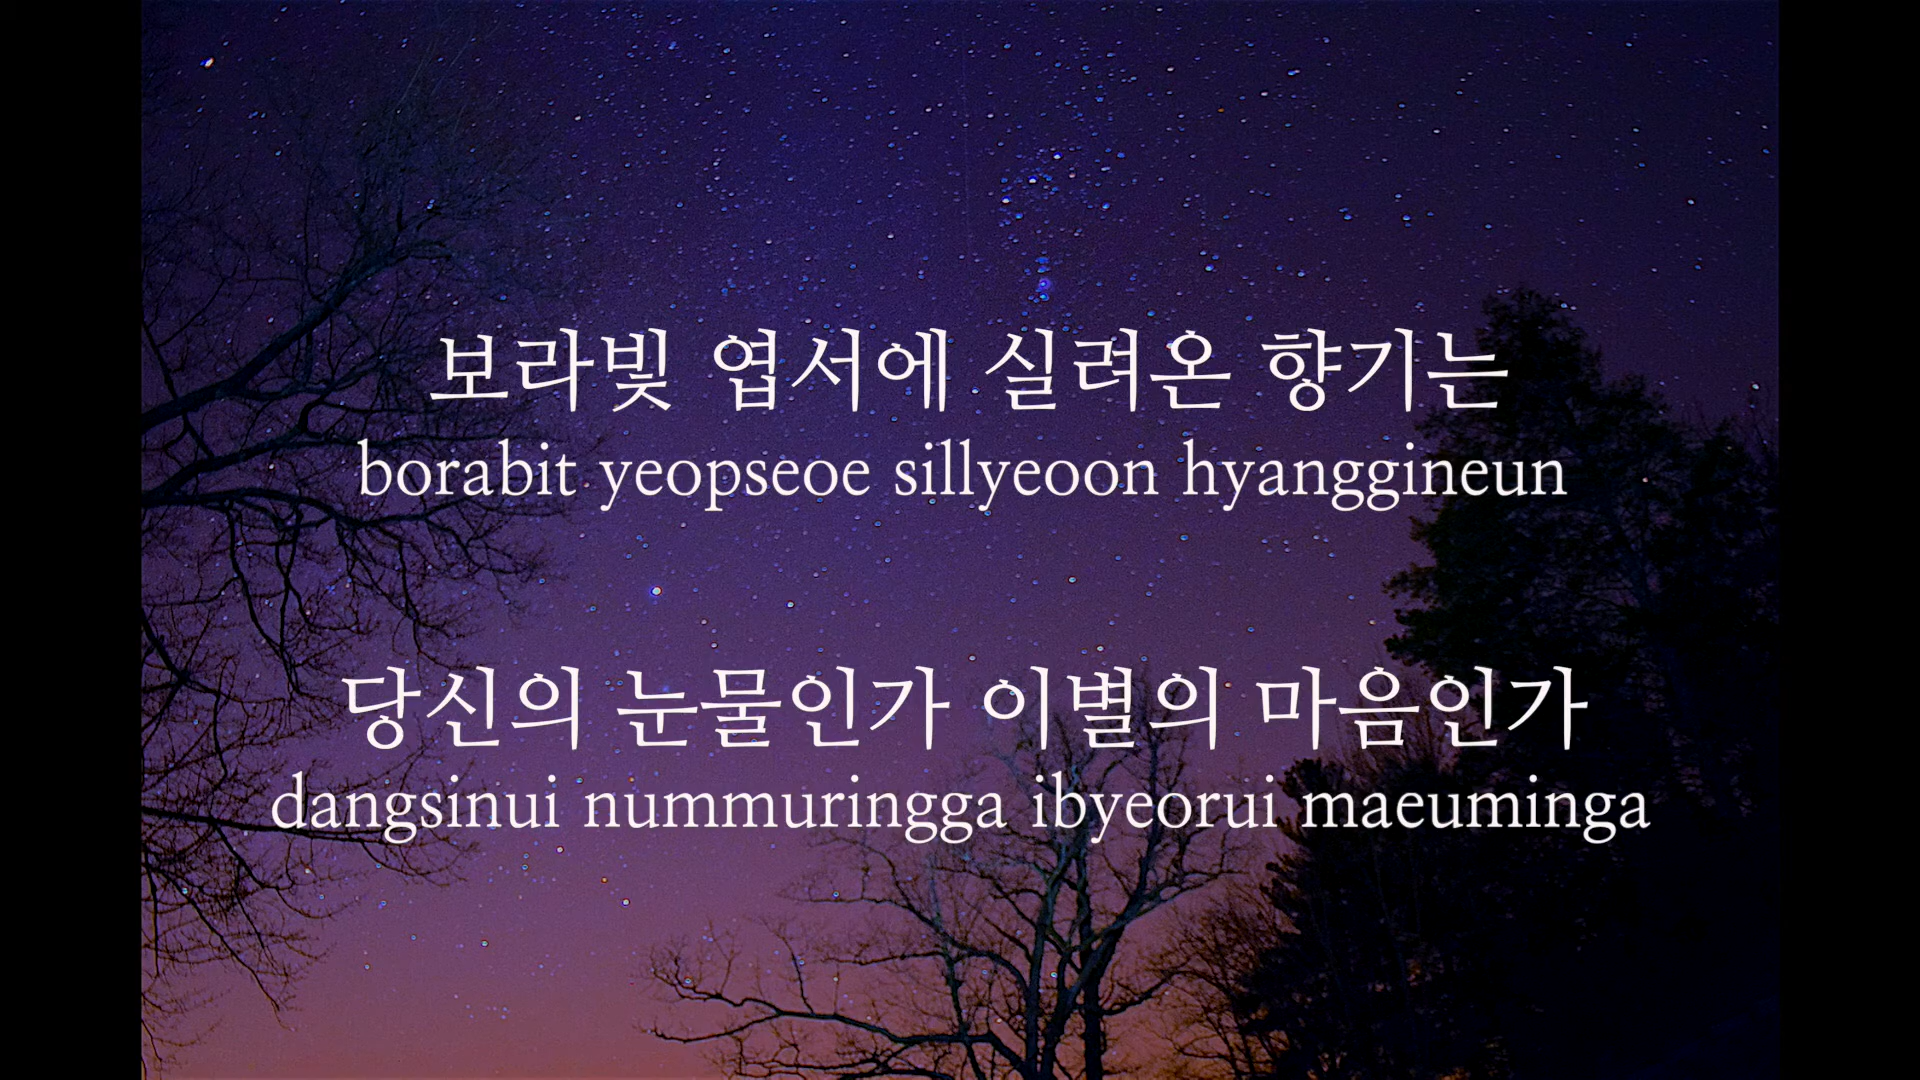 보라빛 엽서에 실려온 향기는
borabit yeopseoe sillyeoon hyanggineun
당신의 눈물인가 이별의 마음인가
dangsinui nummuringga ibyeorui maeuminga